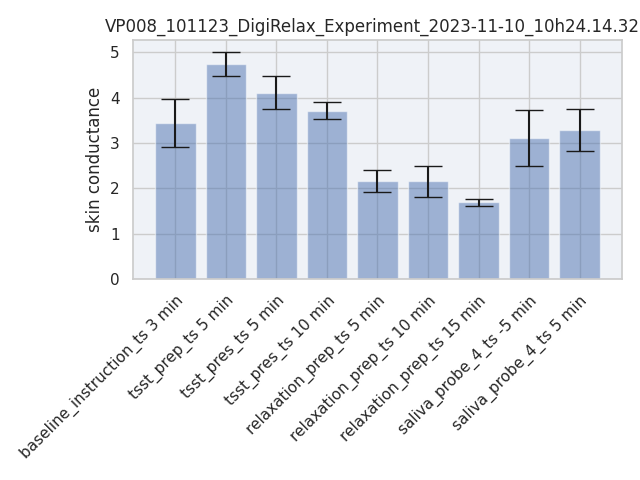 VP008_101123_DigiRelax_Experiment_2023-11-10_10h24.14.32
skin conductance
5
4
3
2
1
0
baseline_instruction_ts 3 min
tsst_prep_ts 5 min
tsst_pres_ts 5 min
tsst_pres_ts 10 min
relaxation_prep_ts 5 min
relaxation_prep_ts 10 min
relaxation_prep_ts 15 min
saliva_probe_4_ts -5 min
saliva_probe_4_ts 5 min